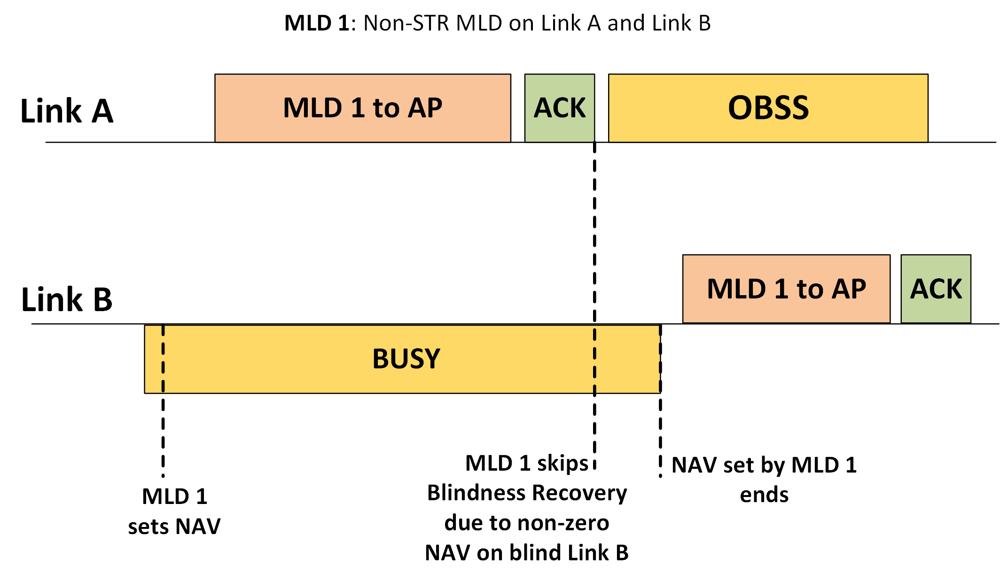 MLD 1: Non-STR MLD on Link A and Link B
Link A
MLD 1 to AP
ACK
OBSS
Link B
MLD 1 to AP
ACK
BUSY
MLD 1
sets NAV
MLD 1 skips
Blindness Recovery
due to non-zero
NAV on blind Link B
NAV set by MLD 1
ends